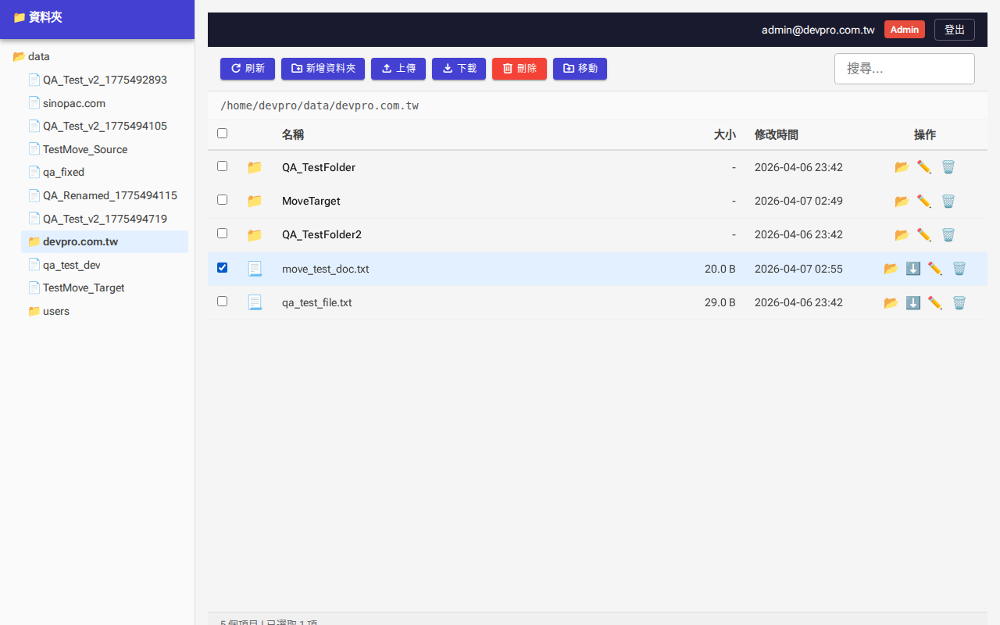 資料夾
data
QA_Test_v2_1775492893
sinopac.com
QA_Test_v2_1775494105
TestMove_Source
qa_fixed
QA_Renamed_1775494115
QA_Test_v2_1775494719
devpro.com.tw
qa_test_dev
TestMove_Target
users
admin@devpro.com.tw Admin 登出
刷新 新增資料夾 上傳 下載 刪除 移動 搜尋...
/home/devpro/data/devpro.com.tw
名稱 大小 修改時間 操作
QA_TestFolder - 2026-04-06 23:42
MoveTarget - 2026-04-07 02:49
QA_TestFolder2 - 2026-04-06 23:42
move_test_doc.txt 20.0 B 2026-04-07 02:55
qa_test_file.txt 29.0 B 2026-04-06 23:42
5 個項目 | 已選取 1 項